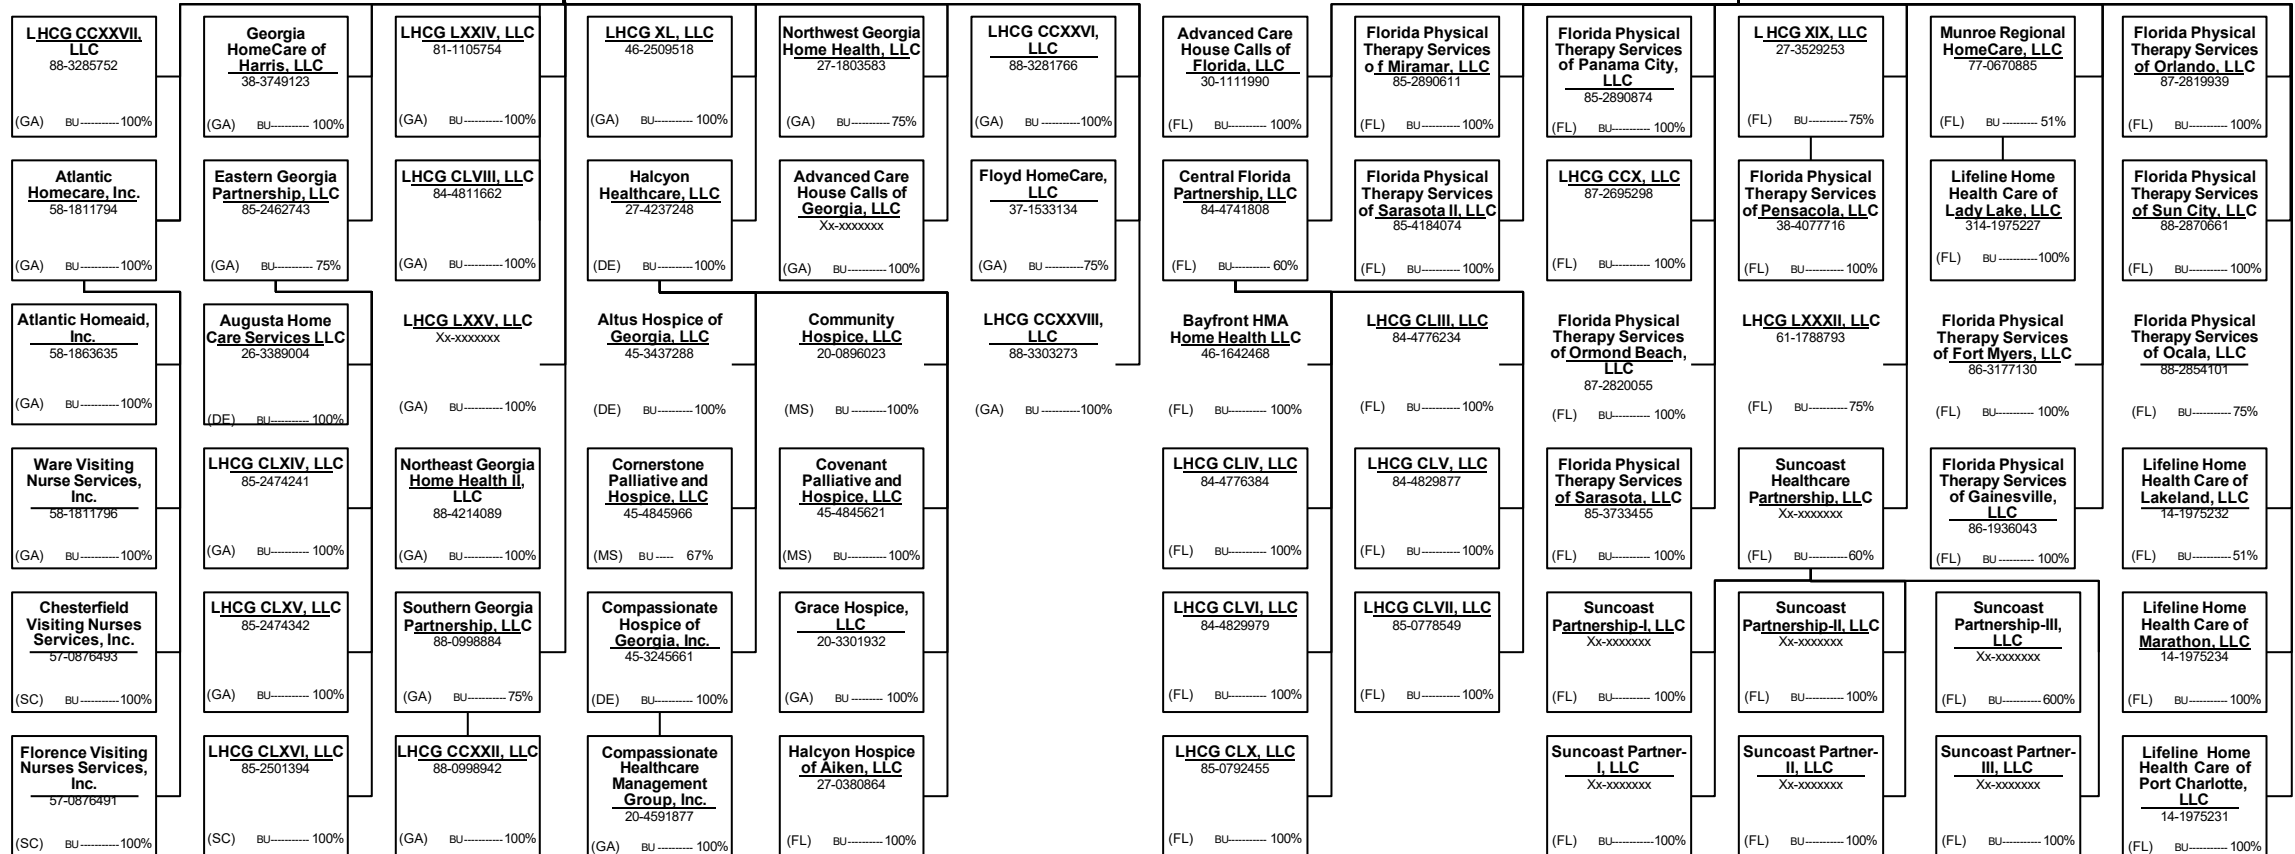 LHCG CCXXVII,
LLC
88-3285752
(GA) BU-----------100%
Georgia
HomeCare of
Harris, LLC
38-3749123
(GA) BU----------- 100%
LHCG LXXIV, LLC
81-1105754
(GA) BU-----------100%
LHCG XL, LLC
46-2509518
(GA) BU----------- 100%
Northwest Georgia
Home Health, LLC
27-1803583
(GA) BU-----------75%
LHCG CCXXVI,
LLC
88-3281766
(GA) BU-----------100%
Advanced Care
House Calls of
Florida, LLC
30-1111990
(FL) BU----------- 100%
Florida Physical
Therapy Services
of Miramar, LLC
85-2890611
(FL) BU-----------100%
Florida Physical
Therapy Services
of Panama City,
LLC
85-2890874
(FL) BU----------- 100%
LHCG XIX, LLC
27-3529253
(FL) BU-----------75%
Munroe Regional
HomeCare, LLC
77-0670885
(FL) BU ---------- 51%
Florida Physical
Therapy Services
of Orlando, LLC
87-2819939
(FL) BU----------- 100%
Atlantic
Homecare, Inc.
58-1811794
(GA) BU-----------100%
Eastern Georgia
Partnership, LLC
85-2462743
(GA) BU----------- 75%
LHCG CLVIII, LLC
84-4811662
(GA) BU----------- 100%
Halcyon
Healthcare, LLC
27-4237248
(DE) BU-----------100%
Advanced Care
House Calls of
Georgia, LLC
Xx-xxxxxxx
(GA) BU-----------100%
Floyd HomeCare,
LLC
37-1533134
(GA) BU -----------75%
Central Florida
Partnership, LLC
84-4741808
(FL) BU----------- 60%
Florida Physical
Therapy Services
of Sarasota II, LLC
85-4184074
(FL) BU----------- 100%
LHCG CCX, LLC
87-2695298
(FL) BU----------- 100%
Florida Physical
Therapy Services
of Pensacola, LLC
38-4077716
(FL) BU----------- 100%
Lifeline Home
Health Care of
Lady Lake, LLC
314-1975227
(FL) BU -----------100%
Florida Physical
Therapy Services
of Sun City, LLC
88-2870661
(FL) BU----------- 100%
Atlantic Homeaid,
Inc.
58-1863635
(GA) BU-----------100%
Augusta Home
Care Services LLC
26-3389004
(DE) BU----------- 100%
LHCG LXXV, LLC
Xx-xxxxxxx
(GA) BU-----------100%
Altus Hospice of
Georgia, LLC
45-3437288
(DE) BU----------100%
Community
Hospice, LLC
20-0896023
(MS) BU----------100%
LHCG CCXXVIII,
LLC
88-3303273
(GA) BU-----------100%
Bayfront HMA
Home Health LLC
46-1642468
(FL) BU---------- 100%
LHCG CLIII, LLC
84-4776234
(FL) BU-----------100%
Florida Physical
Therapy Services
of Ormond Beach,
LLC
87-2820055
(FL) BU----------- 100%
LHCG LXXXII, LLC
61-1788793
(FL) BU-----------75%
Florida Physical
Therapy Services
of Fort Myers, LLC
86-3177130
(FL) BU---------- 100%
Florida Physical
Therapy Services
of Ocala, LLC
88-2854101
(FL) BU----------- 75%
Ware Visiting
Nurse Services,
Inc.
58-1811796
(GA) BU-----------100%
LHCG CLXIV, LLC
85-2474241
(GA) BU----------- 100%
Northeast Georgia
Home Health II,
LLC
88-4214089
(GA) BU-----------100%
Cornerstone
Palliative and
Hospice, LLC
45-4845966
(MS) BU ----- 67%
Covenant
Palliative and
Hospice, LLC
45-4845621
(MS) BU-----------100%
LHCG CLIV, LLC
84-4776384
(FL) BU---------- 100%
LHCG CLV, LLC
84-4829877
(FL) BU-----------100%
Florida Physical
Therapy Services
of Sarasota, LLC
85-3733455
(FL) BU----------- 100%
Suncoast
Healthcare
Partnership, LLC
Xx-xxxxxxx
(FL) BU-----------60%
Florida Physical
Therapy Services
of Gainesville,
LLC
86-1936043
(FL) BU---------- 100%
Lifeline Home
Health Care of
Lakeland, LLC
14-1975232
(FL) BU-----------51%
Chesterfield
Visiting Nurses
Services, Inc.
57-0876493
(SC) BU-----------100%
LHCG CLXV, LLC
85-2474342
(GA) BU----------- 100%
Southern Georgia
Partnership, LLC
88-0998884
(GA) BU-----------75%
Compassionate
Hospice of
Georgia, Inc.
45-3245661
(DE) BU----------- 100%
Grace Hospice,
LLC
20-3301932
(GA) BU--------- 100%
LHCG CLVI, LLC
84-4829979
(FL) BU--------- 100%
LHCG CLVII, LLC
85-0778549
(FL) BU-----------100%
Suncoast
Partnership-I, LLC
Xx-xxxxxxx
(FL) BU---------- 100%
Suncoast
Partnership-II, LLC
Xx-xxxxxxx
(FL) BU-----------100%
Suncoast
Partnership-III,
LLC
Xx-xxxxxxx
(FL) BU-----------600%
Lifeline Home
Health Care of
Marathon, LLC
14-1975234
(FL) BU---------- 100%
Florence Visiting
Nurses Services,
Inc.
57-0876491
(SC) BU-----------100%
LHCG CLXVI, LLC
85-2501394
(SC) BU----------- 100%
LHCG CCXXII, LLC
88-0998942
(GA) BU-----------100%
Compassionate
Healthcare
Management
Group, Inc.
20-4591877
(GA) BU --------- 100%
Halcyon Hospice
of Aiken, LLC
27-0380864
(FL) BU---------- 100%
LHCG CLX, LLC
85-0792455
(FL) BU---------- 100%
Suncoast Partner-
I, LLC
Xx-xxxxxxx
(FL) BU---------- 100%
Suncoast Partner-
II, LLC
Xx-xxxxxxx
(FL) BU-----------100%
Suncoast Partner-
III, LLC
Xx-xxxxxxx
(FL) BU---------- 100%
Lifeline Home
Health Care of
Port Charlotte,
LLC
14-1975231
(FL) BU---------- 100%